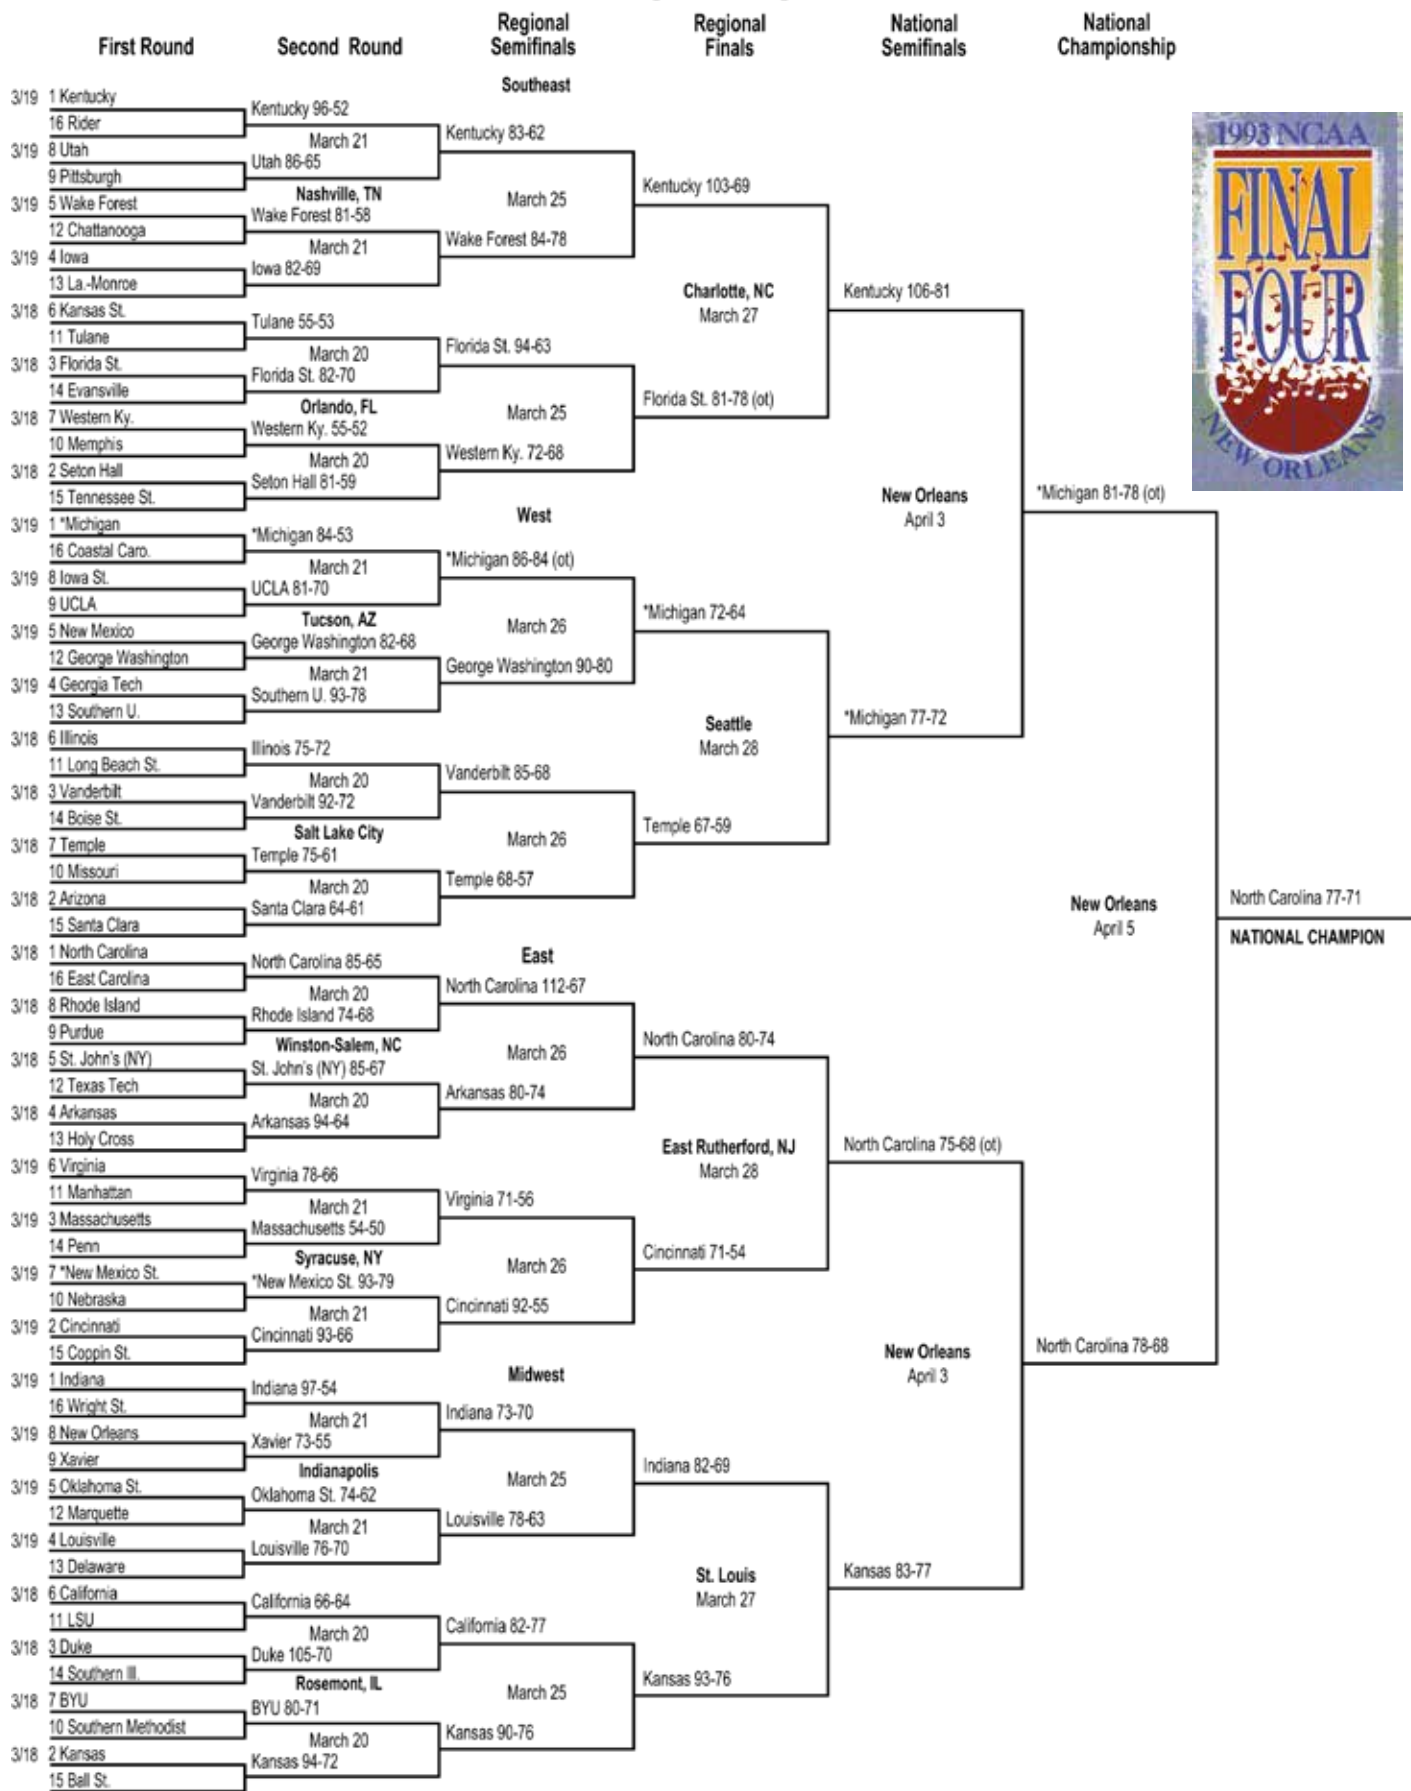 First Round
Second Round
Regional Semifinals
Regional Finals
National Semifinals
National Championship
Southeast
3/19 1 Kentucky
16 Rider
3/19 8 Utah
9 Pittsburgh
3/19 5 Wake Forest
12 Chattanooga
3/19 4 Iowa
13 La.-Monroe
3/18 6 Kansas St.
11 Tulane
3/18 3 Florida St.
14 Evansville
3/18 7 Western Ky.
10 Memphis
3/18 2 Seton Hall
15 Tennessee St.
Kentucky 96-52
March 21
Utah 86-65
Nashville, TN
Wake Forest 81-58
March 21
Iowa 82-69
Tulane 55-53
March 20
Florida St. 82-70
Orlando, FL
Western Ky. 55-52
March 20
Seton Hall 81-59
Kentucky 83-62
March 25
Wake Forest 84-78
Florida St. 94-63
March 25
Western Ky. 72-68
Kentucky 103-69
Charlotte, NC
March 27
Florida St. 81-78 (ot)
Kentucky 106-81
West
3/19 1 *Michigan
16 Coastal Caro.
3/19 8 Iowa St.
9 UCLA
3/19 5 New Mexico
12 George Washington
3/19 4 Georgia Tech
13 Southern U.
3/18 6 Illinois
11 Long Beach St.
3/18 3 Vanderbilt
14 Boise St.
3/18 7 Temple
10 Missouri
3/18 2 Arizona
15 Santa Clara
*Michigan 84-53
March 21
UCLA 81-70
Tucson, AZ
George Washington 82-68
March 21
Southern U. 93-78
Illinois 75-72
March 20
Vanderbilt 92-72
Salt Lake City
Temple 75-61
March 20
Santa Clara 64-61
*Michigan 86-84 (ot)
March 26
George Washington 90-80
Vanderbilt 85-68
March 26
Temple 68-57
*Michigan 72-64
Seattle
March 28
Temple 67-59
*Michigan 77-72
New Orleans
April 3
*Michigan 81-78 (ot)
East
3/18 1 North Carolina
16 East Carolina
3/18 8 Rhode Island
9 Purdue
3/18 5 St. John's (NY)
12 Texas Tech
3/18 4 Arkansas
13 Holy Cross
3/19 6 Virginia
11 Manhattan
3/19 3 Massachusetts
14 Penn
3/19 7 *New Mexico St.
10 Nebraska
3/19 2 Cincinnati
15 Coppin St.
North Carolina 85-65
March 20
Rhode Island 74-68
Winston-Salem, NC
St. John's (NY) 85-67
March 20
Arkansas 94-64
Virginia 78-66
March 21
Massachusetts 54-50
Syracuse, NY
*New Mexico St. 93-79
March 21
Cincinnati 93-66
North Carolina 112-67
March 26
Arkansas 80-74
Virginia 71-56
March 26
Cincinnati 92-55
North Carolina 80-74
East Rutherford, NJ
March 28
Cincinnati 71-54
North Carolina 75-68 (ot)
Midwest
3/19 1 Indiana
16 Wright St.
3/19 8 New Orleans
9 Xavier
3/19 5 Oklahoma St.
12 Marquette
3/19 4 Louisville
13 Delaware
3/18 6 California
11 LSU
3/18 3 Duke
14 Southern Ill.
3/18 7 BYU
10 Southern Methodist
3/18 2 Kansas
15 Ball St.
Indiana 97-54
March 21
Xavier 73-55
Indianapolis
Oklahoma St. 74-62
March 21
Louisville 76-70
California 66-64
March 20
Duke 105-70
Rosemont, IL
BYU 80-71
March 20
Kansas 94-72
Indiana 73-70
March 25
Louisville 78-63
California 82-77
March 25
Kansas 90-76
Indiana 82-69
St. Louis
March 27
Kansas 93-76
Kansas 83-77
New Orleans
April 3
North Carolina 78-68
New Orleans
April 5
North Carolina 77-71
NATIONAL CHAMPION
1993 NCAA
FINAL
FOUR
NEW ORLEANS